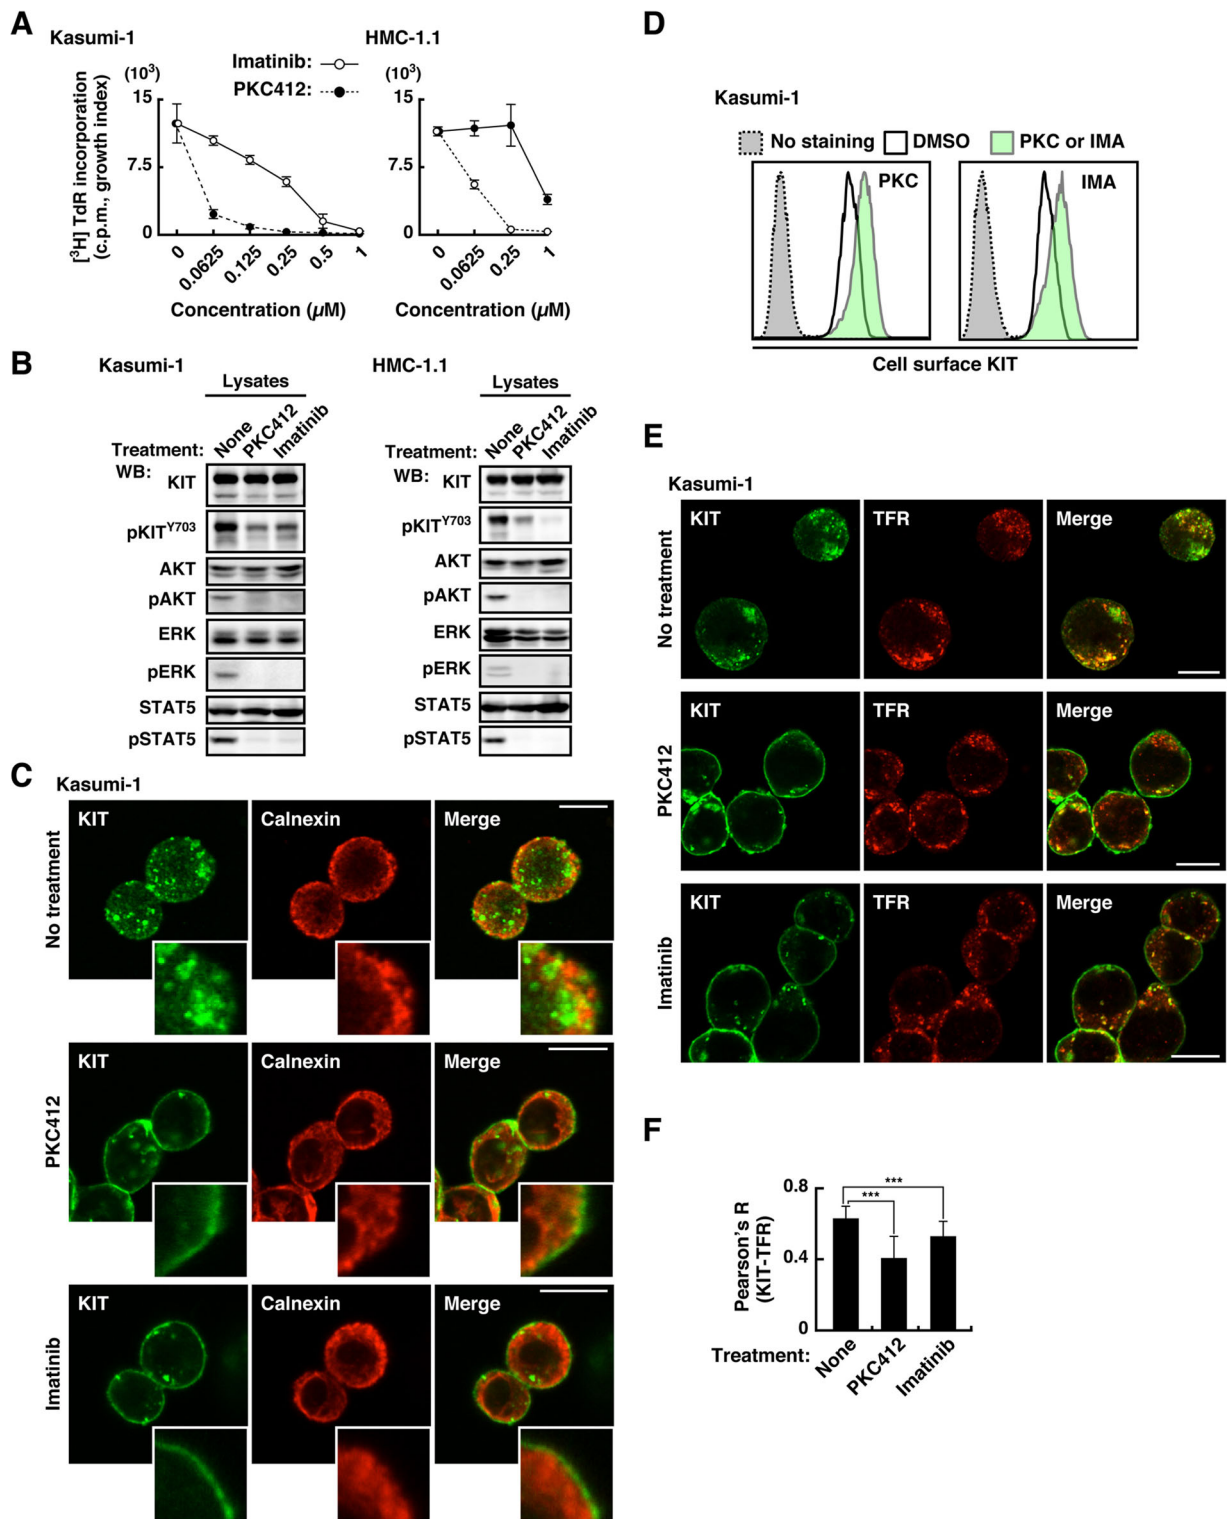 A
Kasumi-1
HMC-1.1
Imatinib:
PKC412:
[³H] TdR incorporation
(c.p.m., growth index)
(10³)
15
7.5
0
0
0.0625
0.125
0.25
0.5
1
Concentration (µM)
(10³)
15
7.5
0
0
0.0625
0.25
1
Concentration (µM)
B
Kasumi-1
Lysates
Treatment:
None
PKC412
Imatinib
WB:
KIT
pKIT^Y703
AKT
pAKT
ERK
pERK
STAT5
pSTAT5
HMC-1.1
Lysates
Treatment:
None
PKC412
Imatinib
WB:
KIT
pKIT^Y703
AKT
pAKT
ERK
pERK
STAT5
pSTAT5
C
Kasumi-1
No treatment
KIT
Calnexin
Merge
PKC412
KIT
Calnexin
Merge
Imatinib
KIT
Calnexin
Merge
D
Kasumi-1
No staining
DMSO
PKC or IMA
PKC
IMA
Cell surface KIT
E
Kasumi-1
No treatment
KIT
TFR
Merge
PKC412
KIT
TFR
Merge
Imatinib
KIT
TFR
Merge
F
Pearson's R
(KIT-TFR)
0.8
0.4
0
***
***
Treatment:
None
PKC412
Imatinib